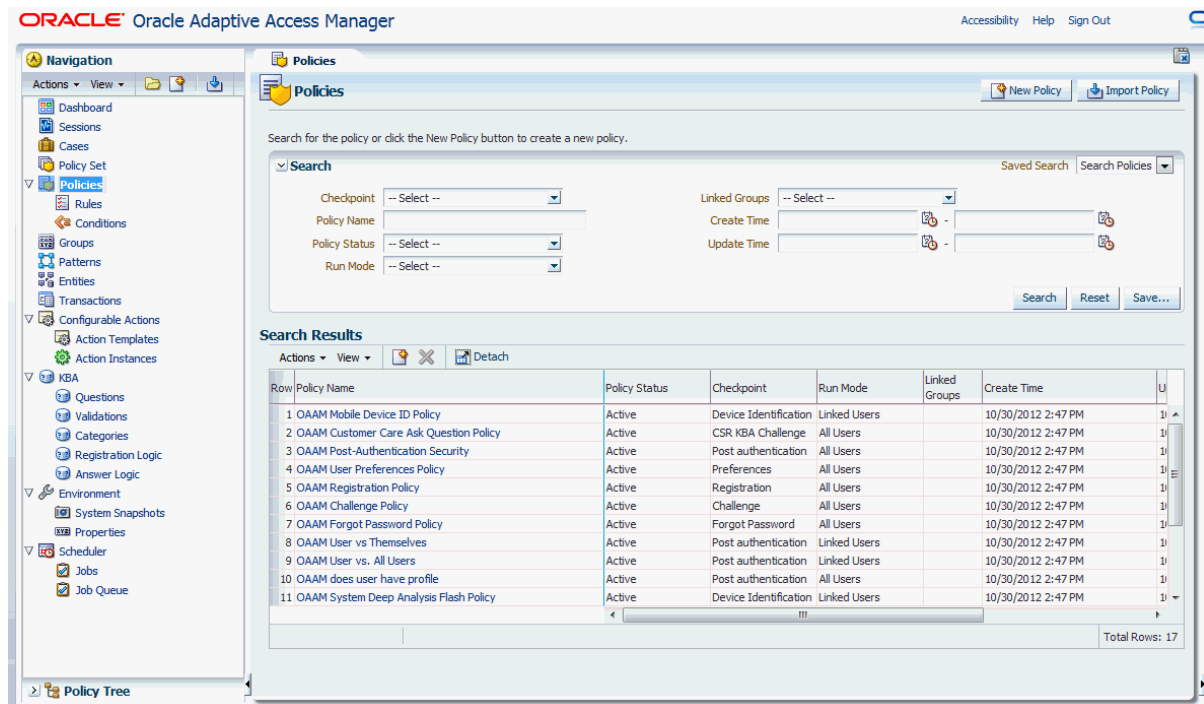 ORACLE Oracle Adaptive Access Manager
Accessibility Help Sign Out
Navigation
Actions View
Dashboard
Sessions
Cases
Policy Set
Policies
Rules
Conditions
Groups
Patterns
Entities
Transactions
Configurable Actions
Action Templates
Action Instances
KBA
Questions
Validations
Categories
Registration Logic
Answer Logic
Environment
System Snapshots
Properties
Scheduler
Jobs
Job Queue
Policy Tree
Policies
Policies
New Policy Import Policy
Search for the policy or click the New Policy button to create a new policy.
Search
Saved Search Search Policies
Checkpoint -- Select --
Linked Groups -- Select --
Policy Name
Create Time -
Policy Status -- Select --
Update Time -
Run Mode -- Select --
Search Reset Save...
Search Results
Actions View Detach
Row Policy Name Policy Status Checkpoint Run Mode Linked Groups Create Time U
1 OAAM Mobile Device ID Policy Active Device Identification Linked Users 10/30/2012 2:47 PM
2 OAAM Customer Care Ask Question Policy Active CSR KBA Challenge All Users 10/30/2012 2:47 PM
3 OAAM Post-Authentication Security Active Post authentication All Users 10/30/2012 2:47 PM
4 OAAM User Preferences Policy Active Preferences All Users 10/30/2012 2:47 PM
5 OAAM Registration Policy Active Registration All Users 10/30/2012 2:47 PM
6 OAAM Challenge Policy Active Challenge All Users 10/30/2012 2:47 PM
7 OAAM Forgot Password Policy Active Forgot Password All Users 10/30/2012 2:47 PM
8 OAAM User vs Themselves Active Post authentication Linked Users 10/30/2012 2:47 PM
9 OAAM User vs. All Users Active Post authentication Linked Users 10/30/2012 2:47 PM
10 OAAM does user have profile Active Post authentication All Users 10/30/2012 2:47 PM
11 OAAM System Deep Analysis Flash Policy Active Device Identification Linked Users 10/30/2012 2:47 PM
Total Rows: 17